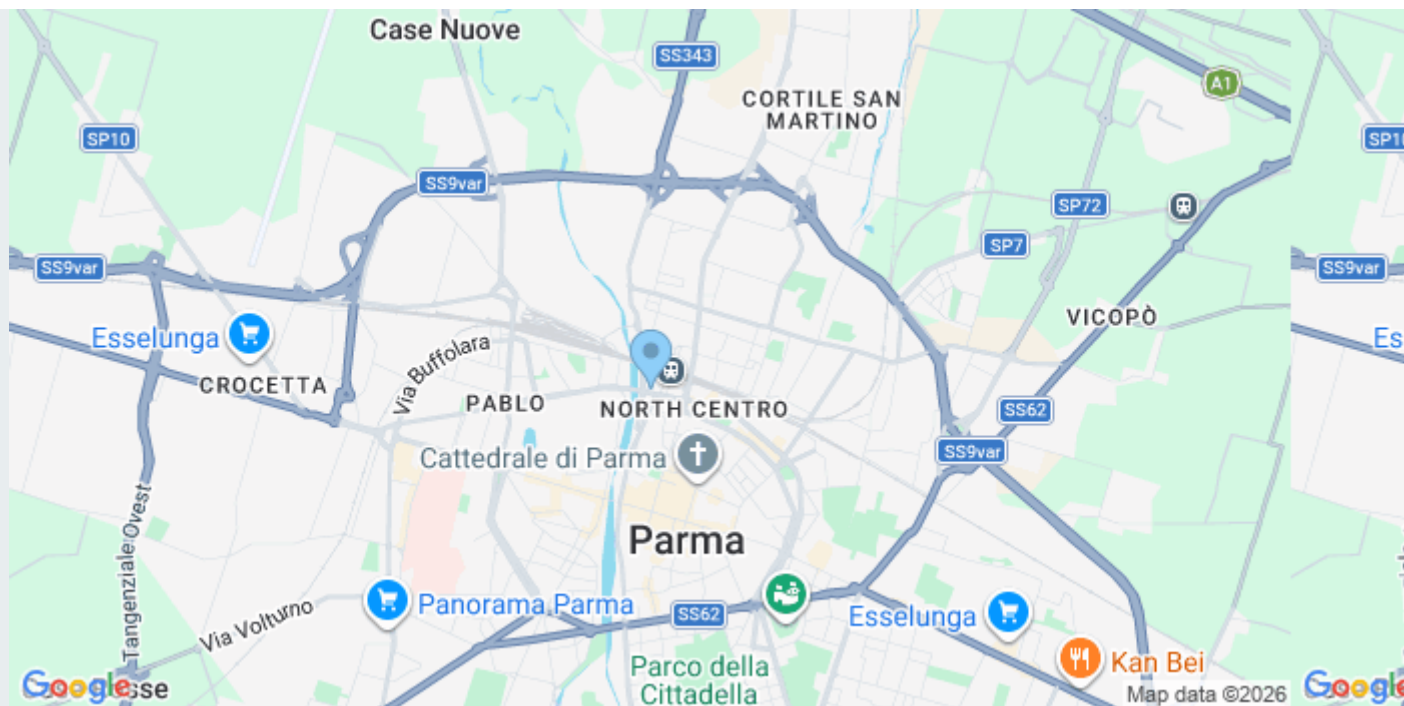 Case Nuove
SS343
A1
CORTILE SAN
MARTINO
SP10
SP10
SS9var
SP72
SP7
SS9var
SS9var
VICOPÒ
Esselunga
Via Buffolara
CROCETTA
PABLO
NORTH CENTRO
SS62
Cattedrale di Parma
SS9var
Parma
Tangenziale Ovest
Panorama Parma
SS62
Esselunga
Via Volturno
Parco della
Cittadella
Kan Bei
Google
Map data ©2026
Google